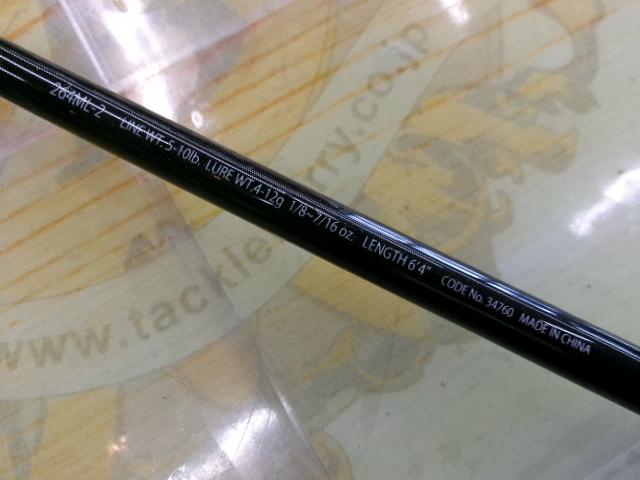 264ML-2 LINE WT. 5-10lb. LURE WT.4-12g 1/8~7/16 oz. LENGTH 6'4" CODE No. 34760 MADE IN CHINA
www.tackleberry.co.jp